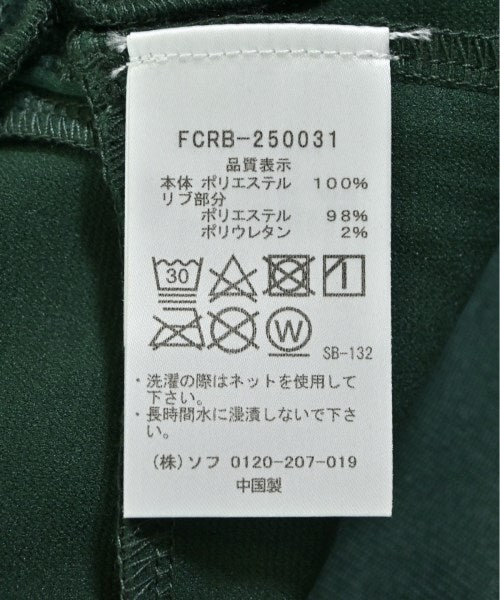 FCRB-250031
品質表示
本体 ポリエステル 100%
リブ部分
ポリエステル 98%
ポリウレタン 2%
30
W
SB-132
・洗濯の際はネットを使用して
下さい。
・長時間水に浸漬しないで下さ
い。
(株)ソフ 0120-207-019
中国製